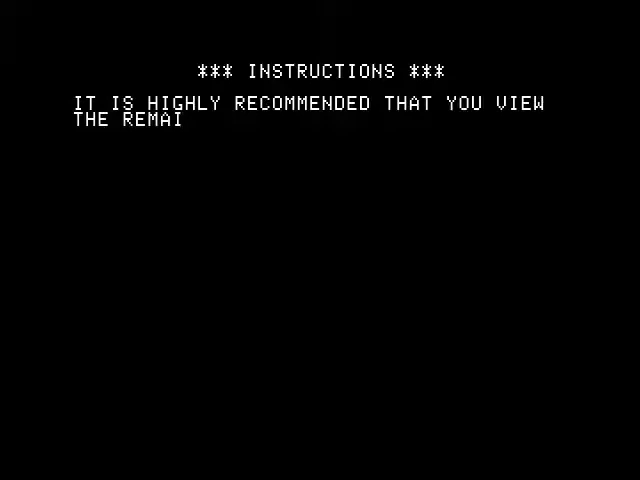 *** INSTRUCTIONS ***
IT IS HIGHLY RECOMMENDED THAT YOU VIEW
THE REMAI